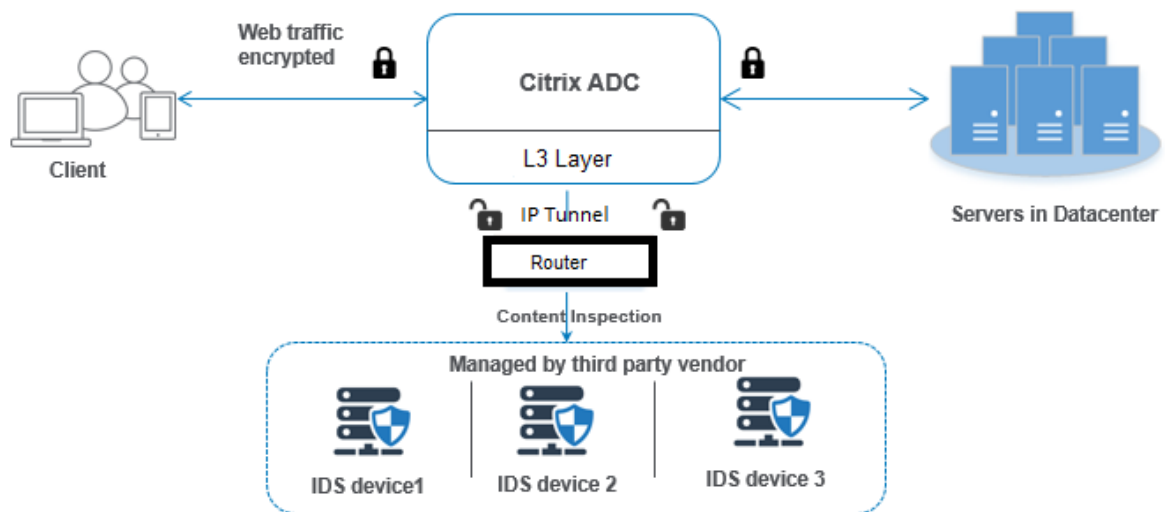 Web traffic
encrypted
Citrix ADC
L3 Layer
Client
Servers in Datacenter
IP Tunnel
Router
Content Inspection
Managed by third party vendor
IDS device1
IDS device 2
IDS device 3